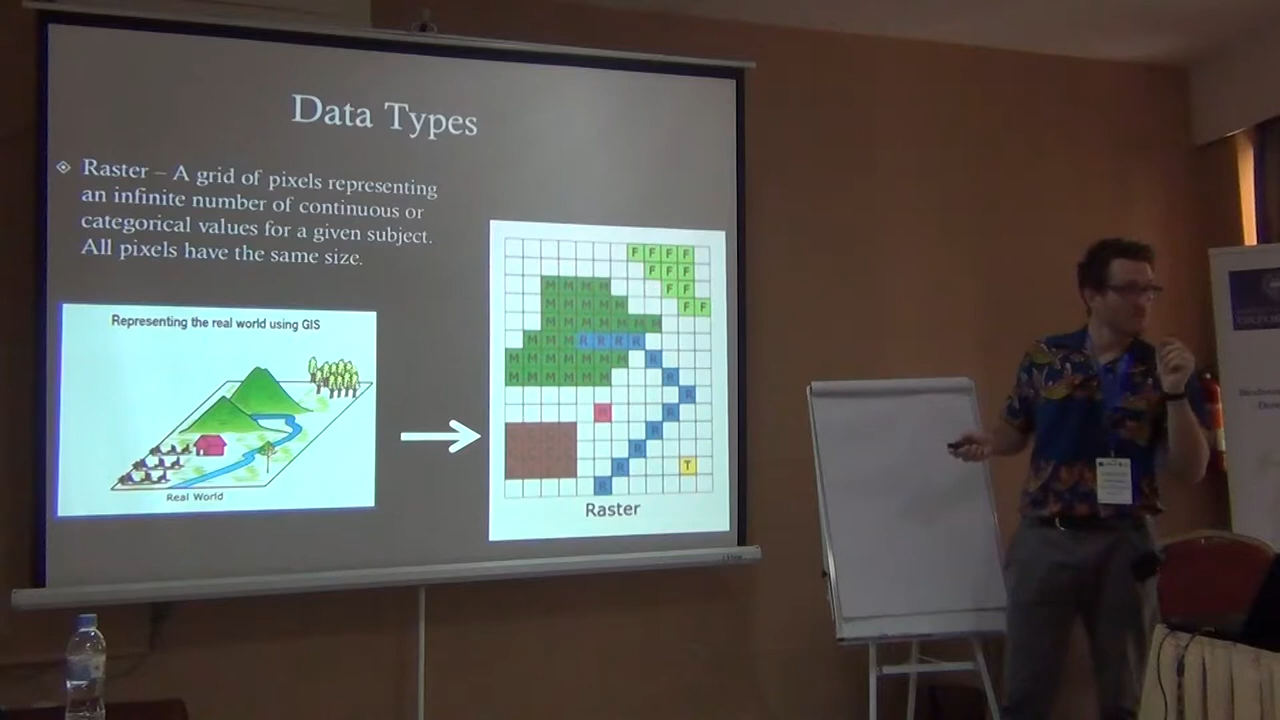 Data Types
Raster – A grid of pixels representing
an infinite number of continuous or
categorical values for a given subject.
All pixels have the same size.
Representing the real world using GIS
Real World
F F F F
F F F
F F
F F
M M M M
M M M M M
M M M M M M M
M M M R R R R
M M M M M M M R
M M M M M M R
R
R
R
R
T
R
R
Raster